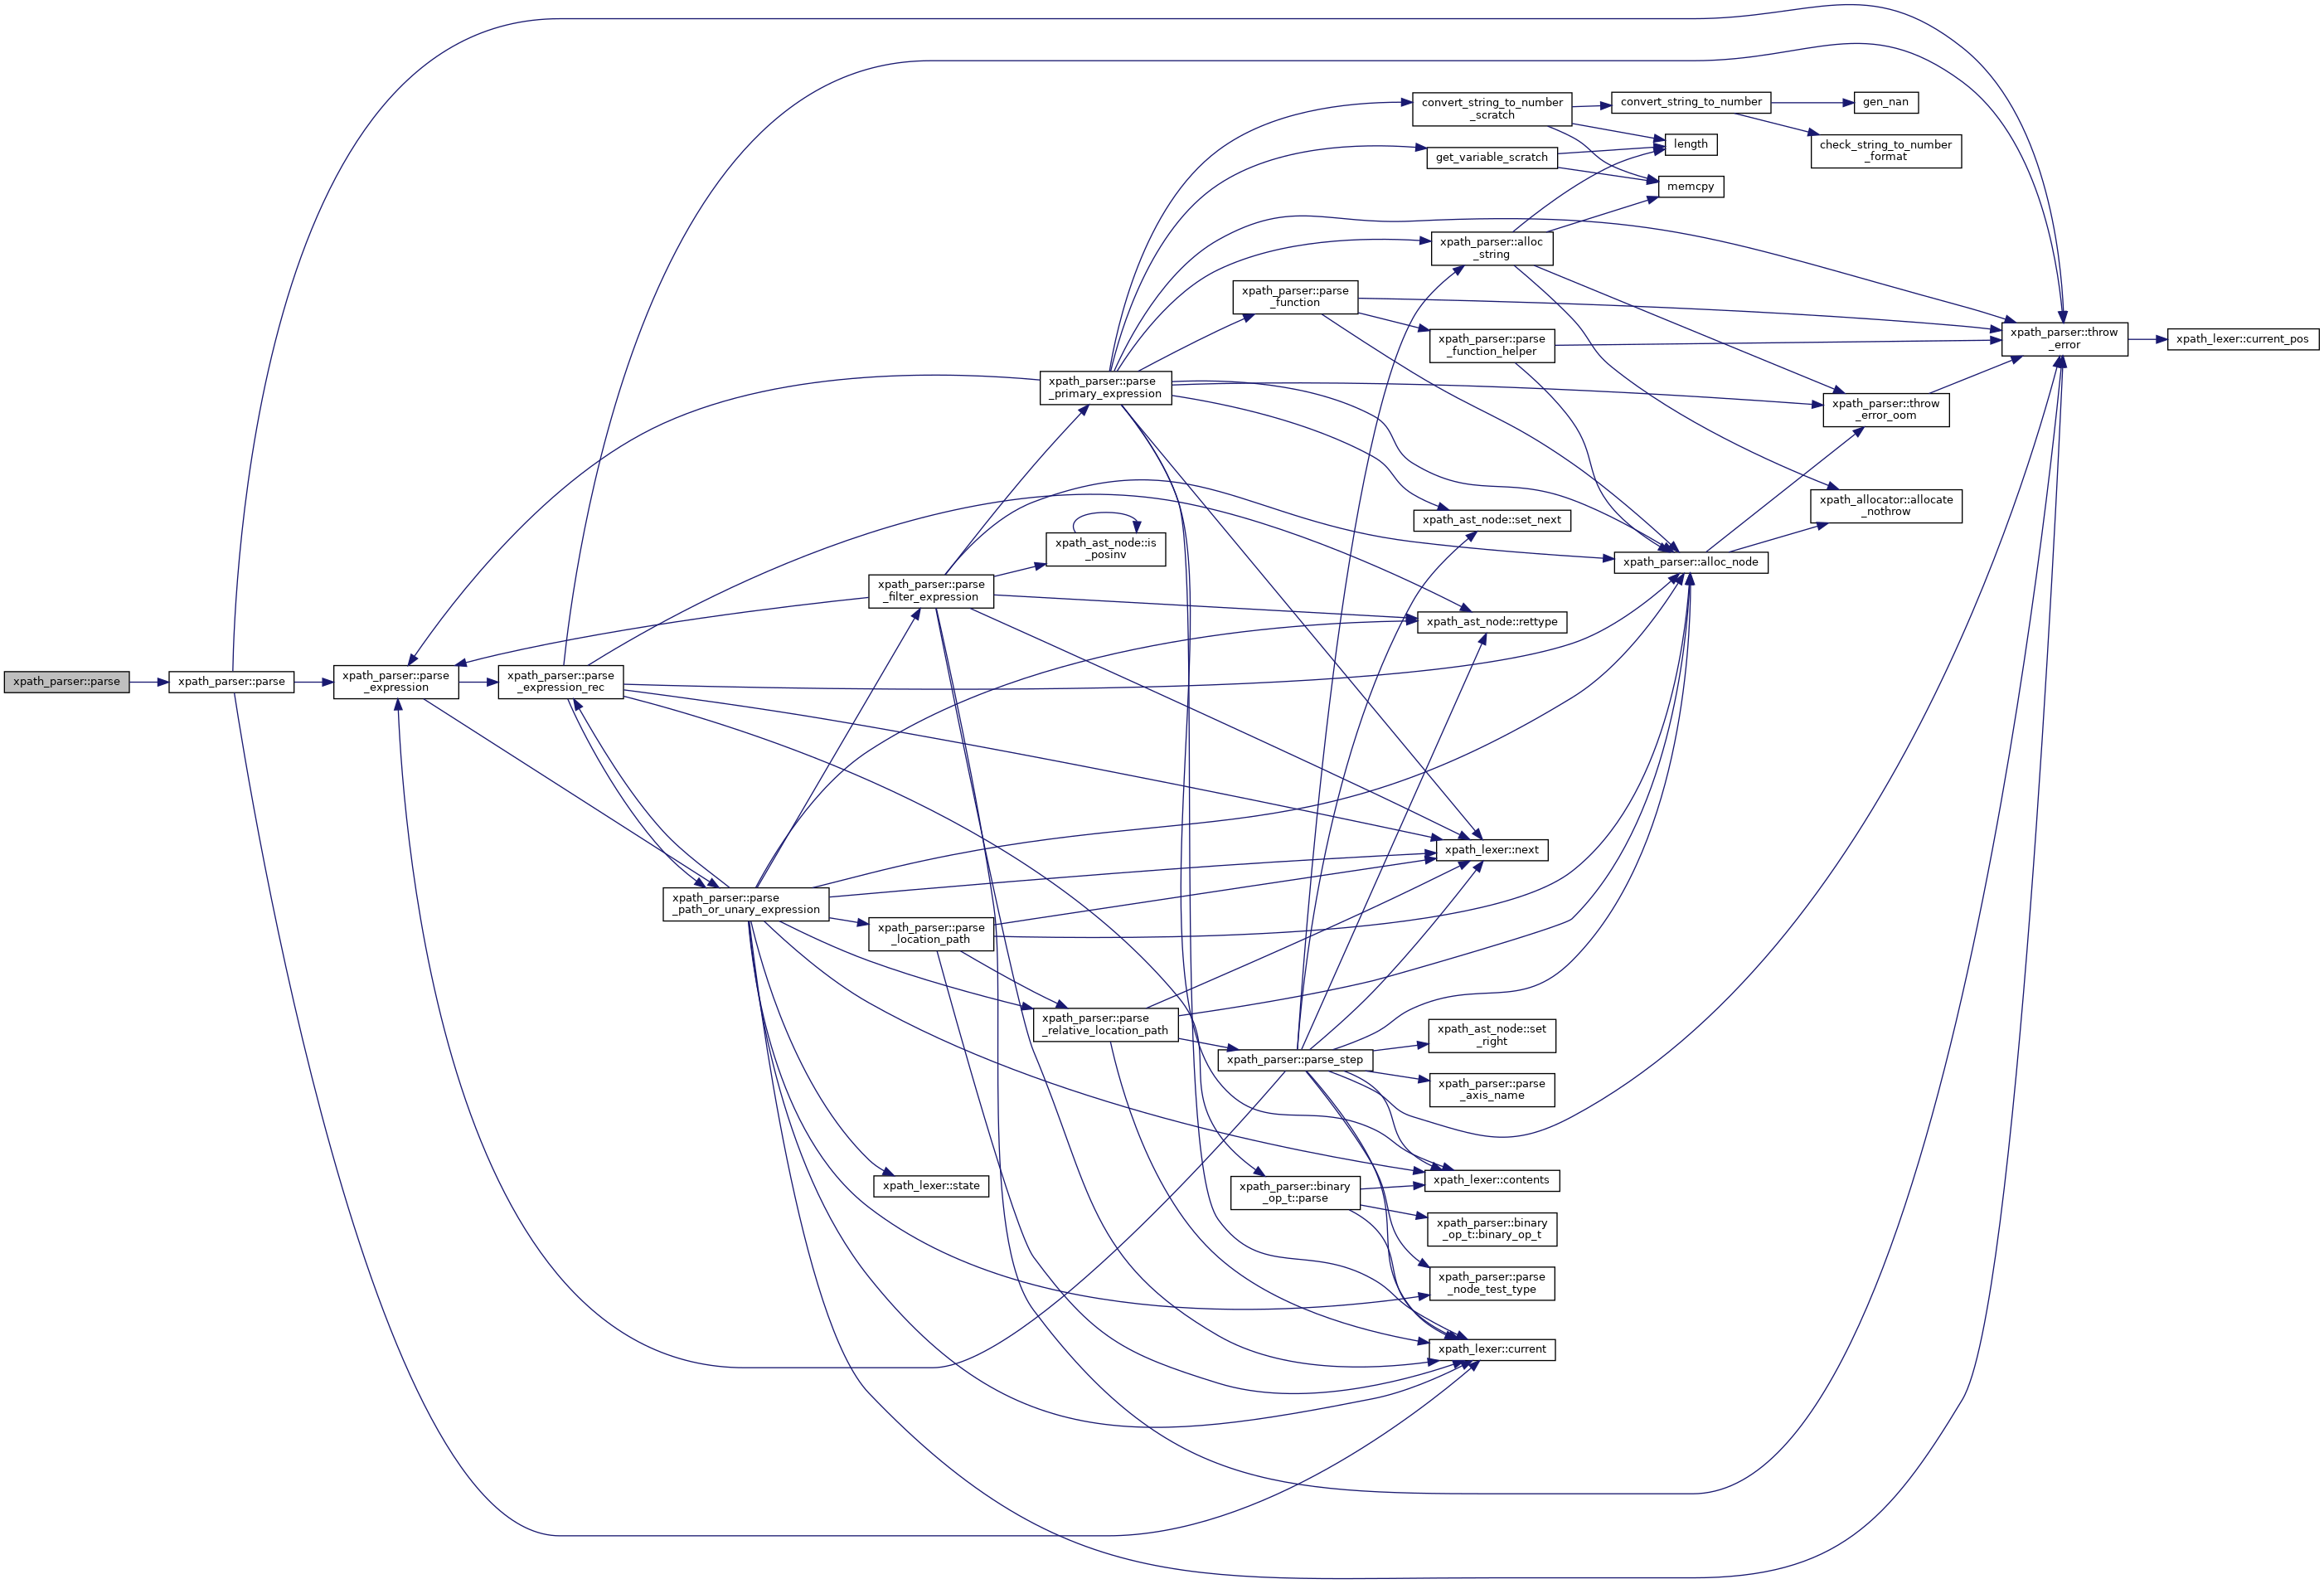 xpath_parser::parse
xpath_parser::parse
xpath_parser::parse
_expression
xpath_parser::parse
_expression_rec
xpath_parser::parse
_path_or_unary_expression
xpath_parser::parse
_filter_expression
xpath_parser::parse
_location_path
xpath_lexer::state
xpath_parser::parse
_primary_expression
xpath_ast_node::is
_posinv
xpath_parser::parse
_relative_location_path
xpath_parser::parse
_function
xpath_parser::parse_step
xpath_parser::binary
_op_t::parse
convert_string_to_number
_scratch
get_variable_scratch
xpath_parser::alloc
_string
xpath_parser::parse
_function_helper
xpath_ast_node::set_next
xpath_ast_node::rettype
xpath_lexer::next
xpath_ast_node::set
_right
xpath_parser::parse
_axis_name
xpath_lexer::contents
xpath_parser::binary
_op_t::binary_op_t
xpath_parser::parse
_node_test_type
xpath_lexer::current
convert_string_to_number
length
memcpy
xpath_parser::alloc_node
gen_nan
check_string_to_number
_format
xpath_parser::throw
_error_oom
xpath_allocator::allocate
_nothrow
xpath_parser::throw
_error
xpath_lexer::current_pos